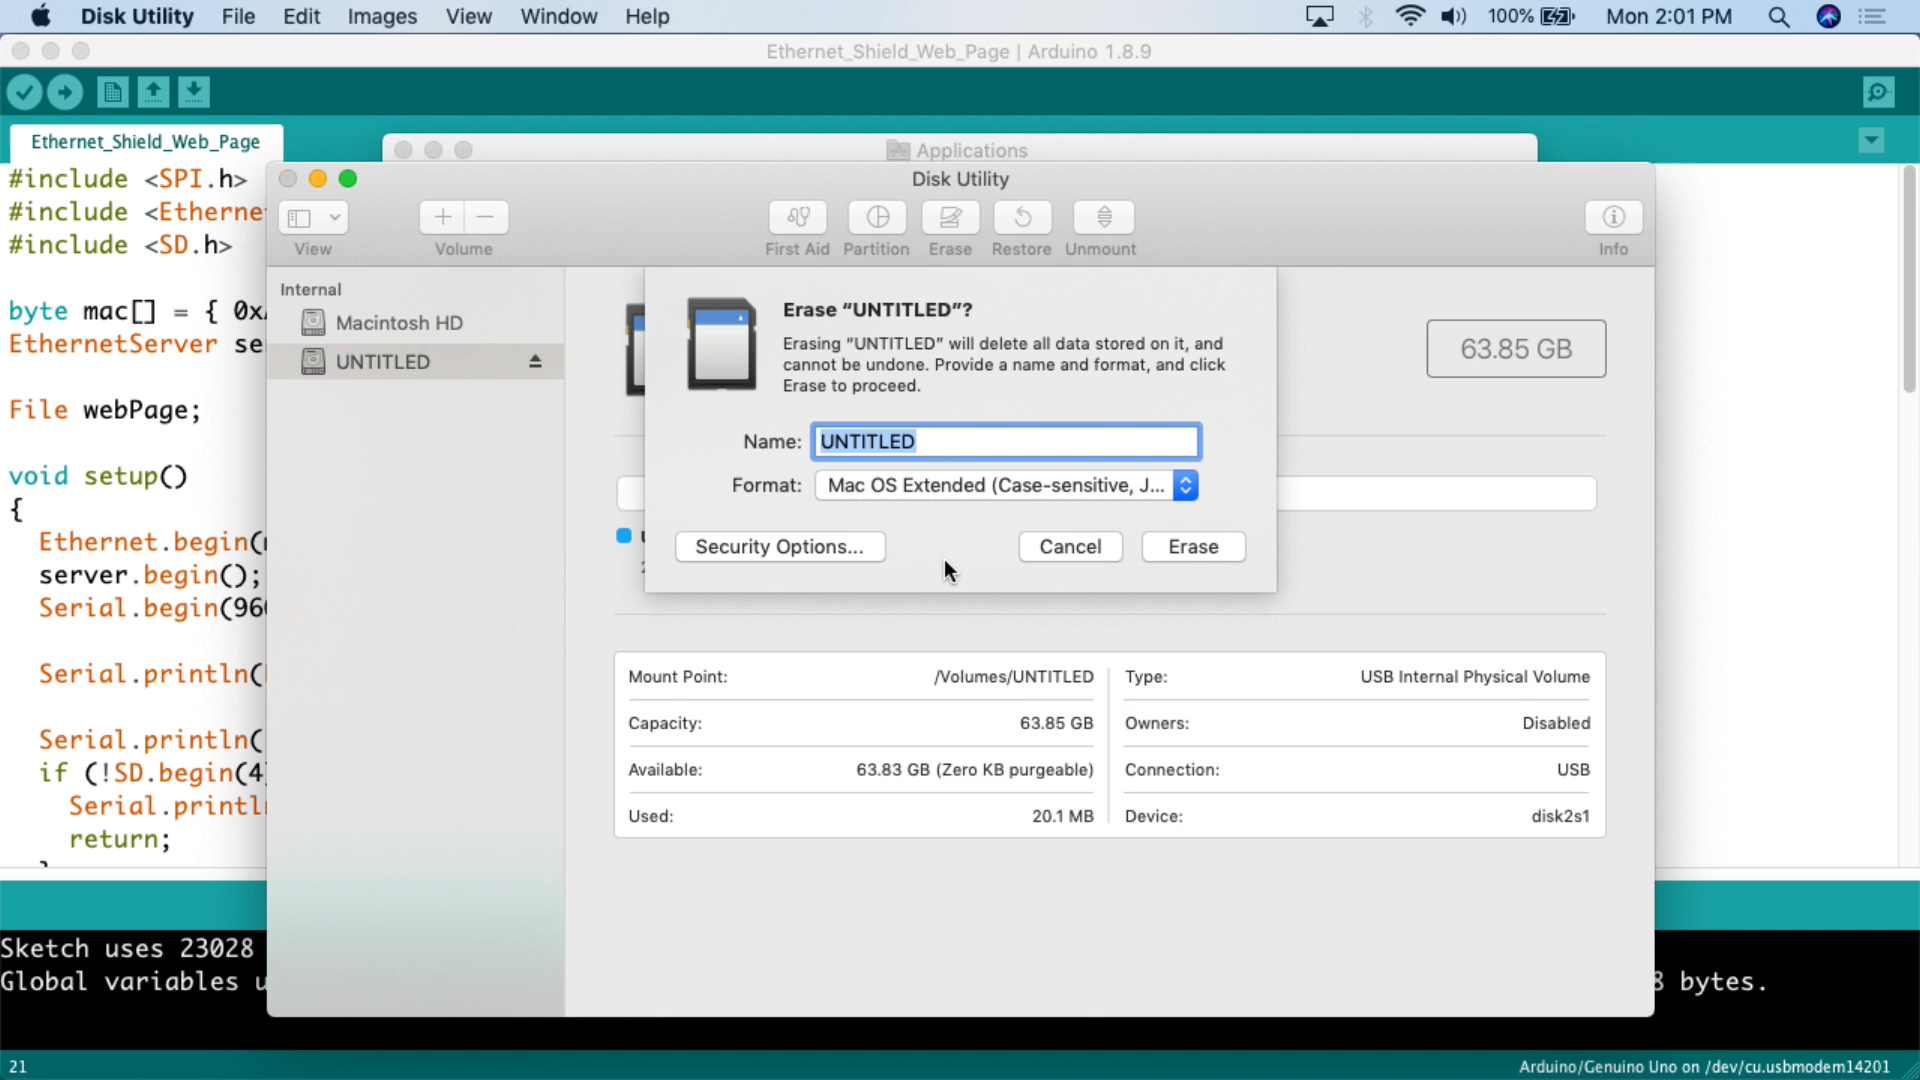 Disk Utility File Edit Images View Window Help 100% Mon 2:01 PM
Ethernet_Shield_Web_Page | Arduino 1.8.9
Ethernet_Shield_Web_Page
Applications
#include <SPI.h>
#include <Etherne
#include <SD.h>
byte mac[] = { 0x
EthernetServer se
File webPage;
void setup()
{
Ethernet.begin(
server.begin();
Serial.begin(96
Serial.println(
Serial.println(
if (!SD.begin(4
Serial.println
return;
Disk Utility
View Volume First Aid Partition Erase Restore Unmount Info
Internal
Macintosh HD
UNTITLED
63.85 GB
Erase “UNTITLED”?
Erasing “UNTITLED” will delete all data stored on it, and
cannot be undone. Provide a name and format, and click
Erase to proceed.
Name: UNTITLED
Format: Mac OS Extended (Case-sensitive, J...
Security Options... Cancel Erase
Mount Point: /Volumes/UNTITLED
Capacity: 63.85 GB
Available: 63.83 GB (Zero KB purgeable)
Used: 20.1 MB
Type: USB Internal Physical Volume
Owners: Disabled
Connection: USB
Device: disk2s1
Sketch uses 23028
Global variables u 8 bytes.
21 Arduino/Genuino Uno on /dev/cu.usbmodem14201